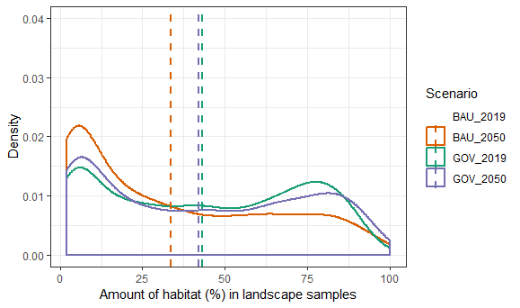 0.04
0.03
0.02
0.01
0.00
Density
0 25 50 75 100
Amount of habitat (%) in landscape samples
Scenario
BAU_2019
BAU_2050
GOV_2019
GOV_2050